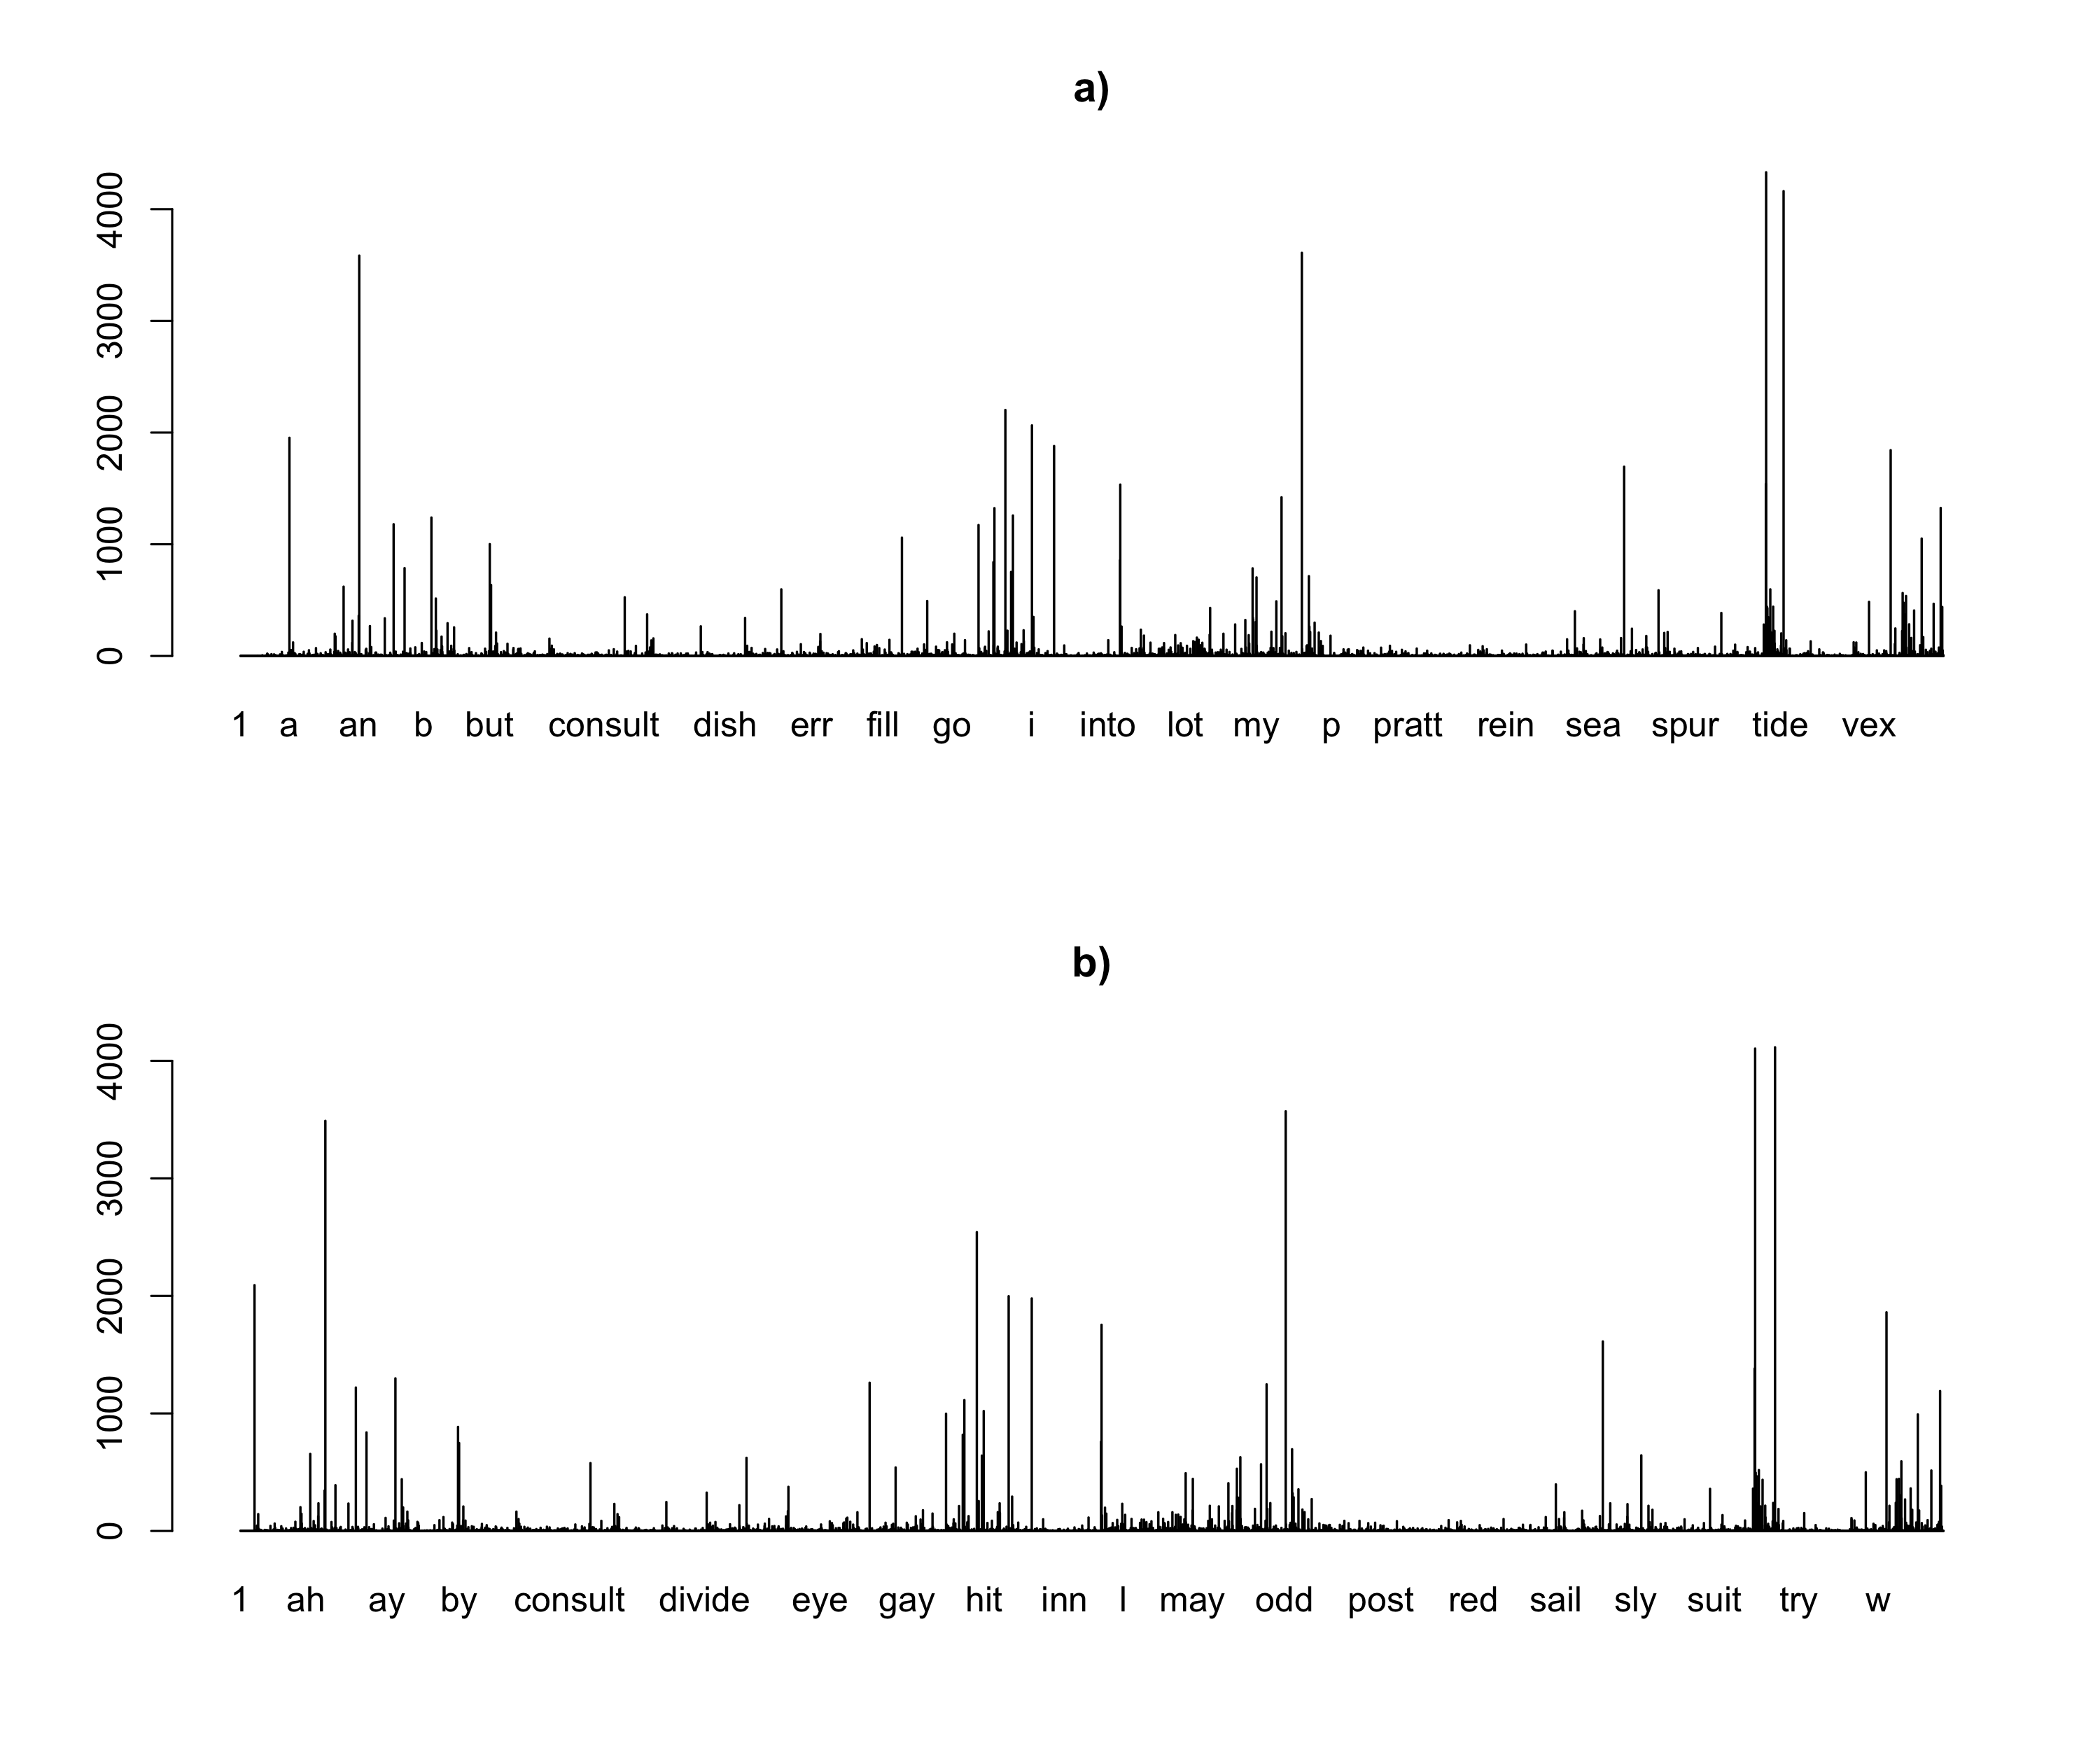 a)
4000
3000
2000
1000
0
1 a an b but consult dish err fill go i into lot my p pratt rein sea spur tide vex
b)
4000
3000
2000
1000
0
1 ah ay by consult divide eye gay hit inn l may odd post red sail sly suit try w